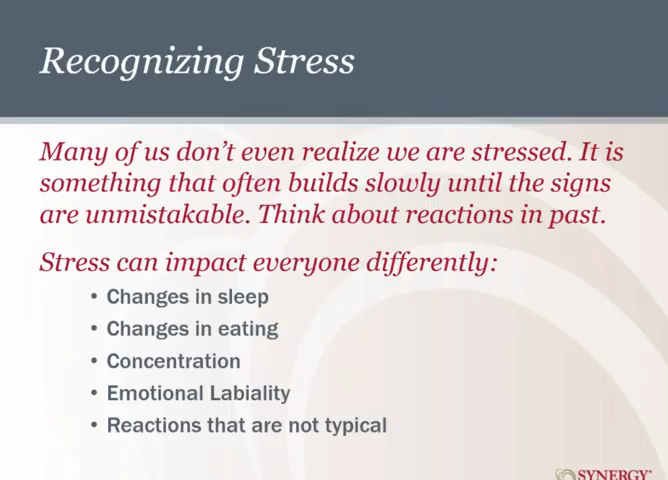 Recognizing Stress
Many of us don't even realize we are stressed. It is
something that often builds slowly until the signs
are unmistakable. Think about reactions in past.
Stress can impact everyone differently:
• Changes in sleep
• Changes in eating
• Concentration
• Emotional Labiality
• Reactions that are not typical
SYNERGY